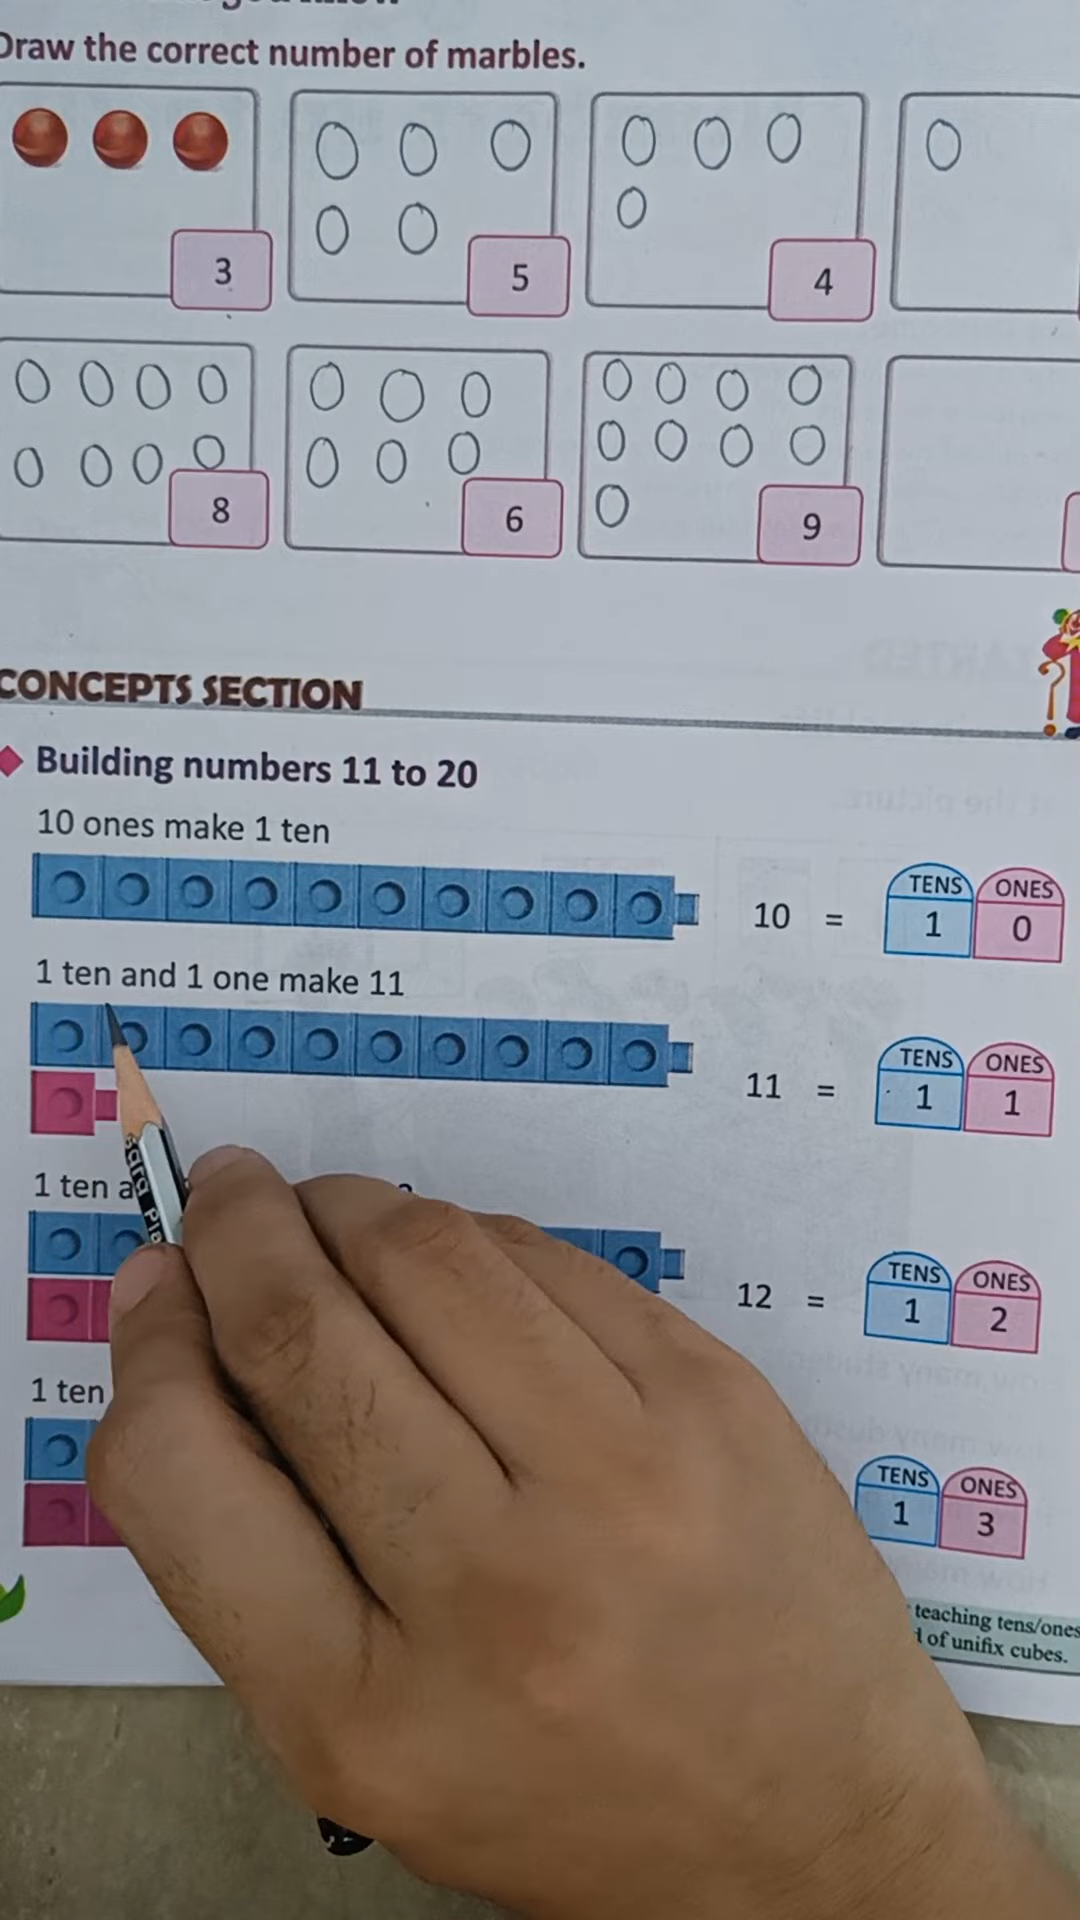 Draw the correct number of marbles.
3
5
4
8
6
9
CONCEPTS SECTION
Building numbers 11 to 20
10 ones make 1 ten
10 = TENS ONES
1 0
1 ten and 1 one make 11
11 = TENS ONES
1 1
1 ten
12 = TENS ONES
1 2
1 ten
TENS ONES
1 3
teaching tens/ones
of unifix cubes.